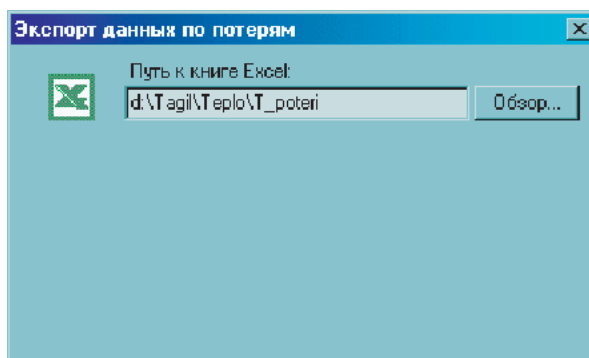 Экспорт данных по потерям
Путь к книге Excel:
d:\Tagil\Teplo\T_poteri
Обзор...